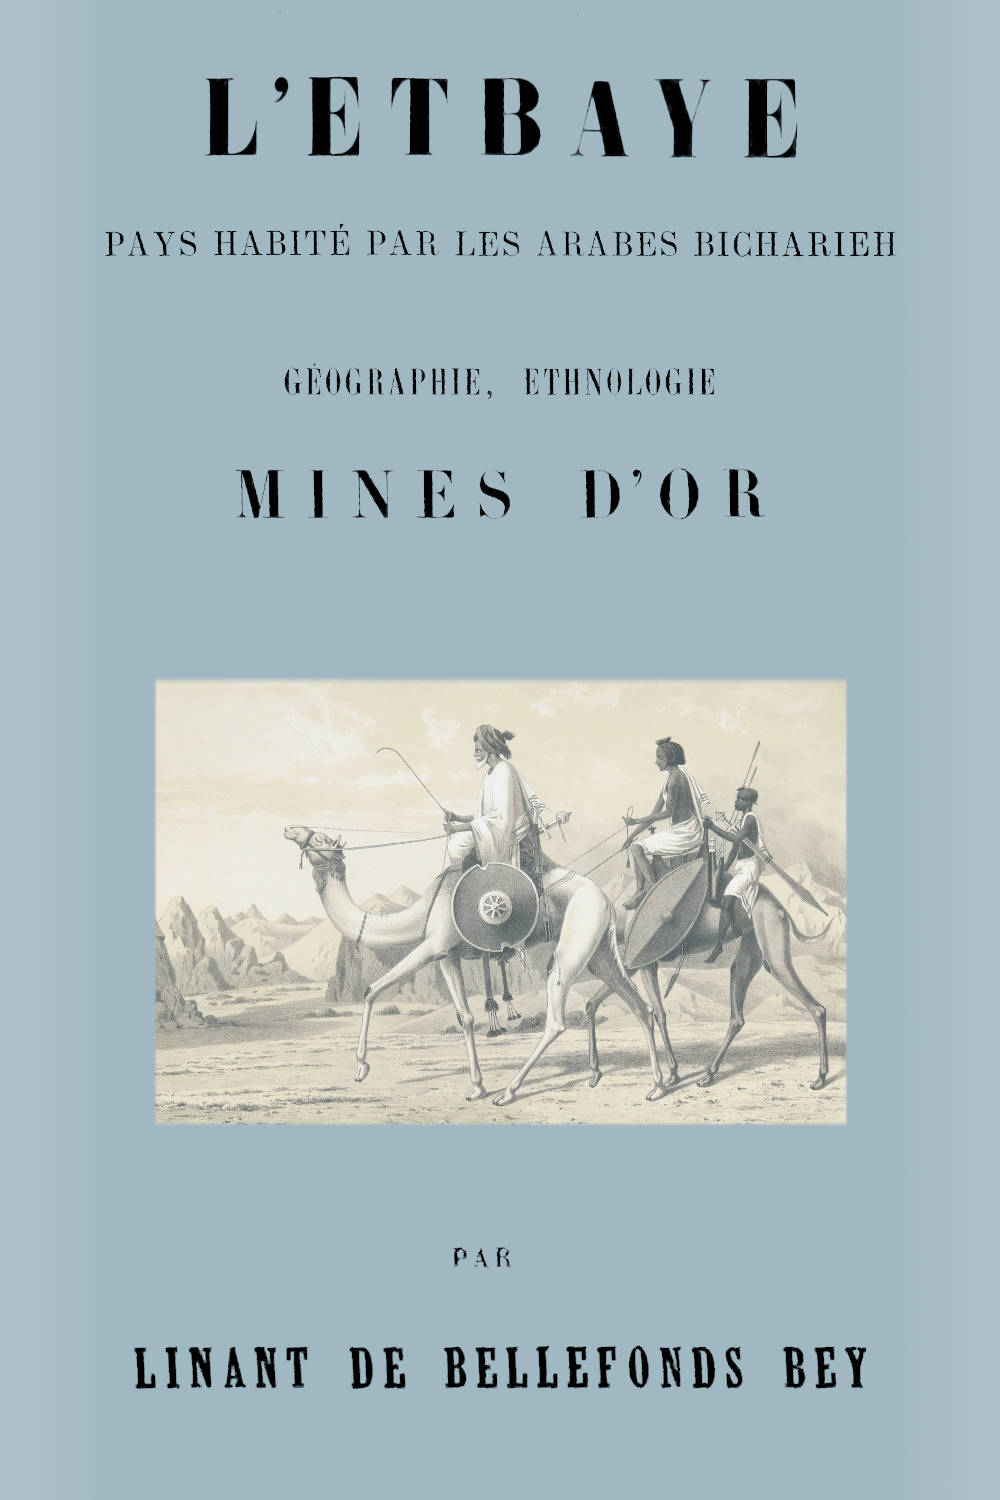 L'ETBAYE
PAYS HABITÉ PAR LES ARABES BICHARIEH
GÉOGRAPHIE, ETHNOLOGIE
MINES D'OR
PAR
LINANT DE BELLEFONDS BEY